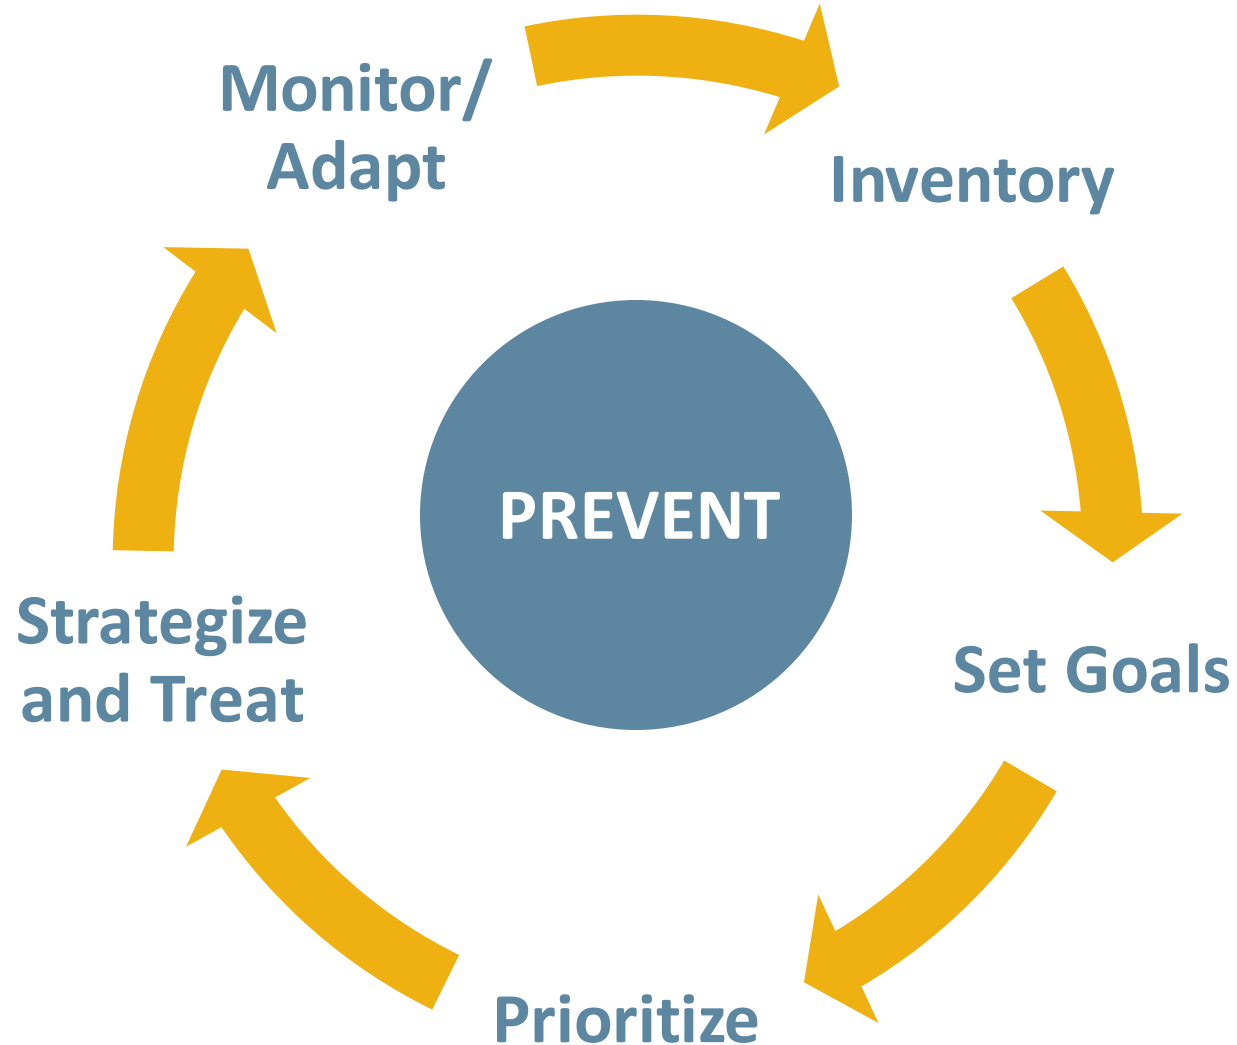 Monitor/
Adapt
Inventory
PREVENT
Strategize
and Treat
Set Goals
Prioritize